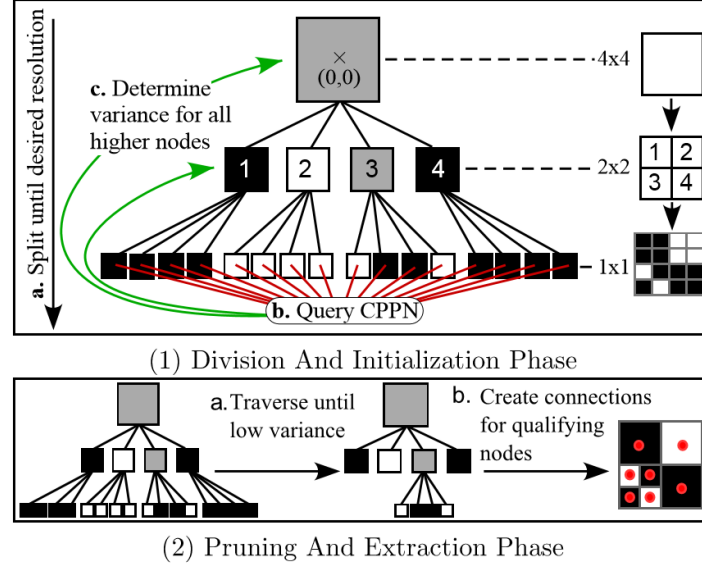 a. Split until desired resolution
c. Determine
variance for all
higher nodes
×
(0,0)
4x4
1 2 3 4
2x2
1 2
3 4
1x1
b. Query CPPN
(1) Division And Initialization Phase
a. Traverse until
low variance
b. Create connections
for qualifying
nodes
(2) Pruning And Extraction Phase